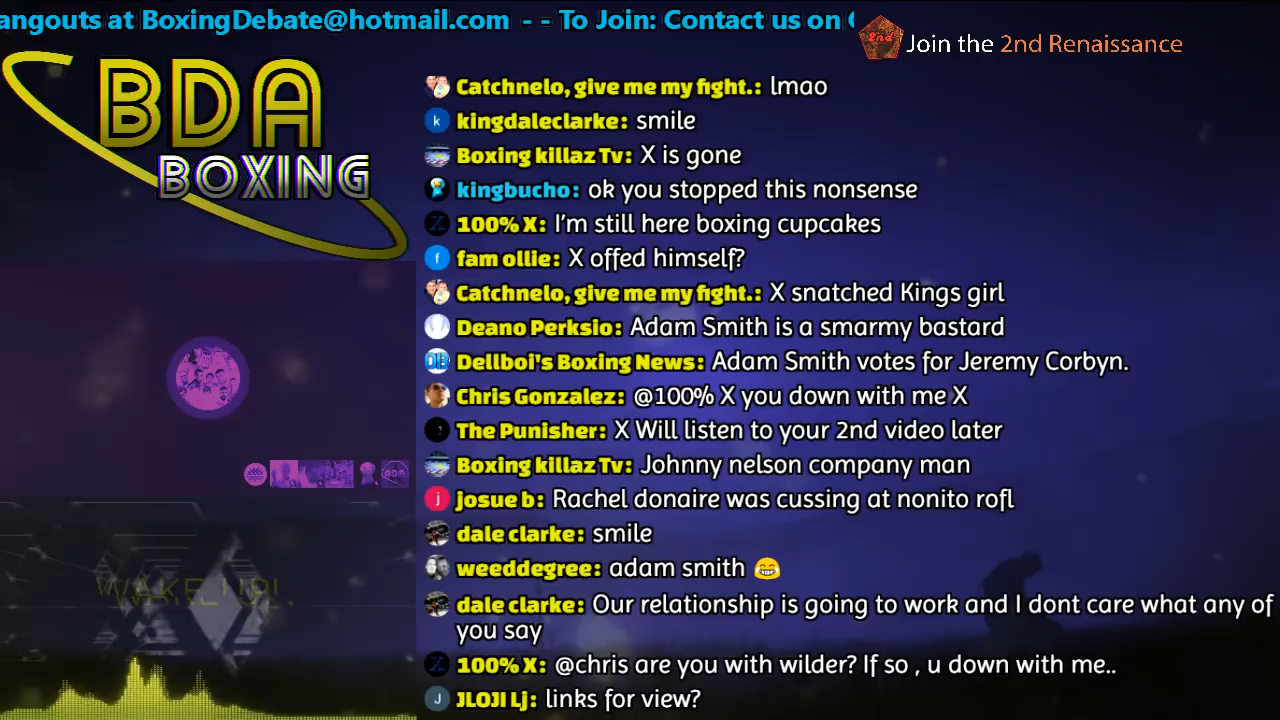 angouts at BoxingDebate@hotmail.com - - To Join: Contact us on
2nd
Join the 2nd Renaissance
BDA
BOXING
Catchnelo, give me my fight.: lmao
kingdaleclarke: smile
Boxing killaz Tv: X is gone
kingbucho: ok you stopped this nonsense
100% X: I'm still here boxing cupcakes
fam ollie: X offed himself?
Catchnelo, give me my fight.: X snatched Kings girl
Deano Perksio: Adam Smith is a smarmy bastard
Dellboi's Boxing News: Adam Smith votes for Jeremy Corbyn.
Chris Gonzalez: @100% X you down with me X
The Punisher: X Will listen to your 2nd video later
Boxing killaz Tv: Johnny nelson company man
josue b: Rachel donaire was cussing at nonito rofl
dale clarke: smile
weeddegree: adam smith 😂
dale clarke: Our relationship is going to work and I dont care what any of
you say
100% X: @chris are you with wilder? If so , u down with me..
JLOJI Lj: links for view?
WAKE UP!